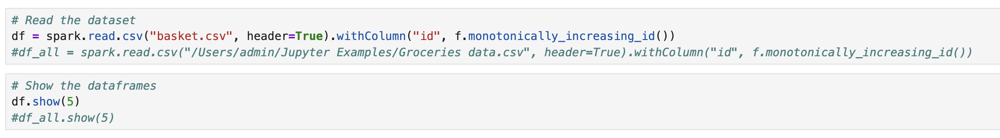 # Read the dataset
df = spark.read.csv("basket.csv", header=True).withColumn("id", f.monotonically_increasing_id())
#df_all = spark.read.csv("/Users/admin/Jupyter Examples/Groceries data.csv", header=True).withColumn("id", f.monotonically_increasing_id())
# Show the dataframes
df.show(5)
#df_all.show(5)